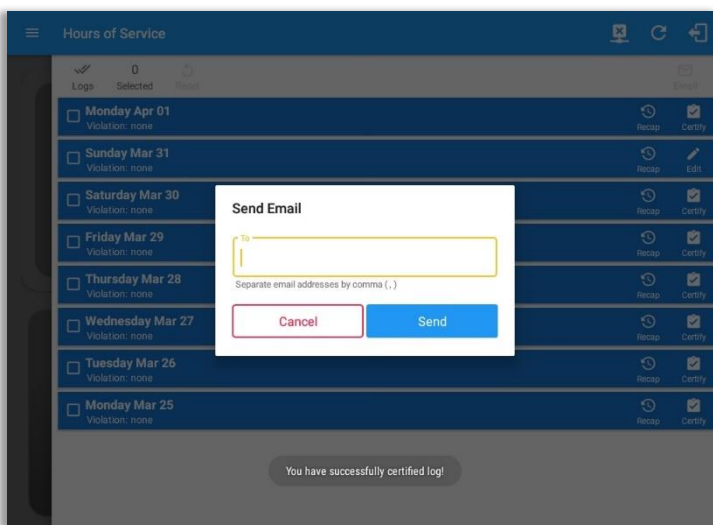 Hours of Service
Logs
0
Selected
Reset
Email
Monday Apr 01
Violation: none
Recap
Certify
Sunday Mar 31
Violation: none
Recap
Edit
Saturday Mar 30
Violation: none
Recap
Certify
Friday Mar 29
Violation: none
Recap
Certify
Thursday Mar 28
Violation: none
Recap
Certify
Wednesday Mar 27
Violation: none
Recap
Certify
Tuesday Mar 26
Violation: none
Recap
Certify
Monday Mar 25
Violation: none
Recap
Certify
Send Email
To
Separate email addresses by comma ( , )
Cancel
Send
You have successfully certified log!